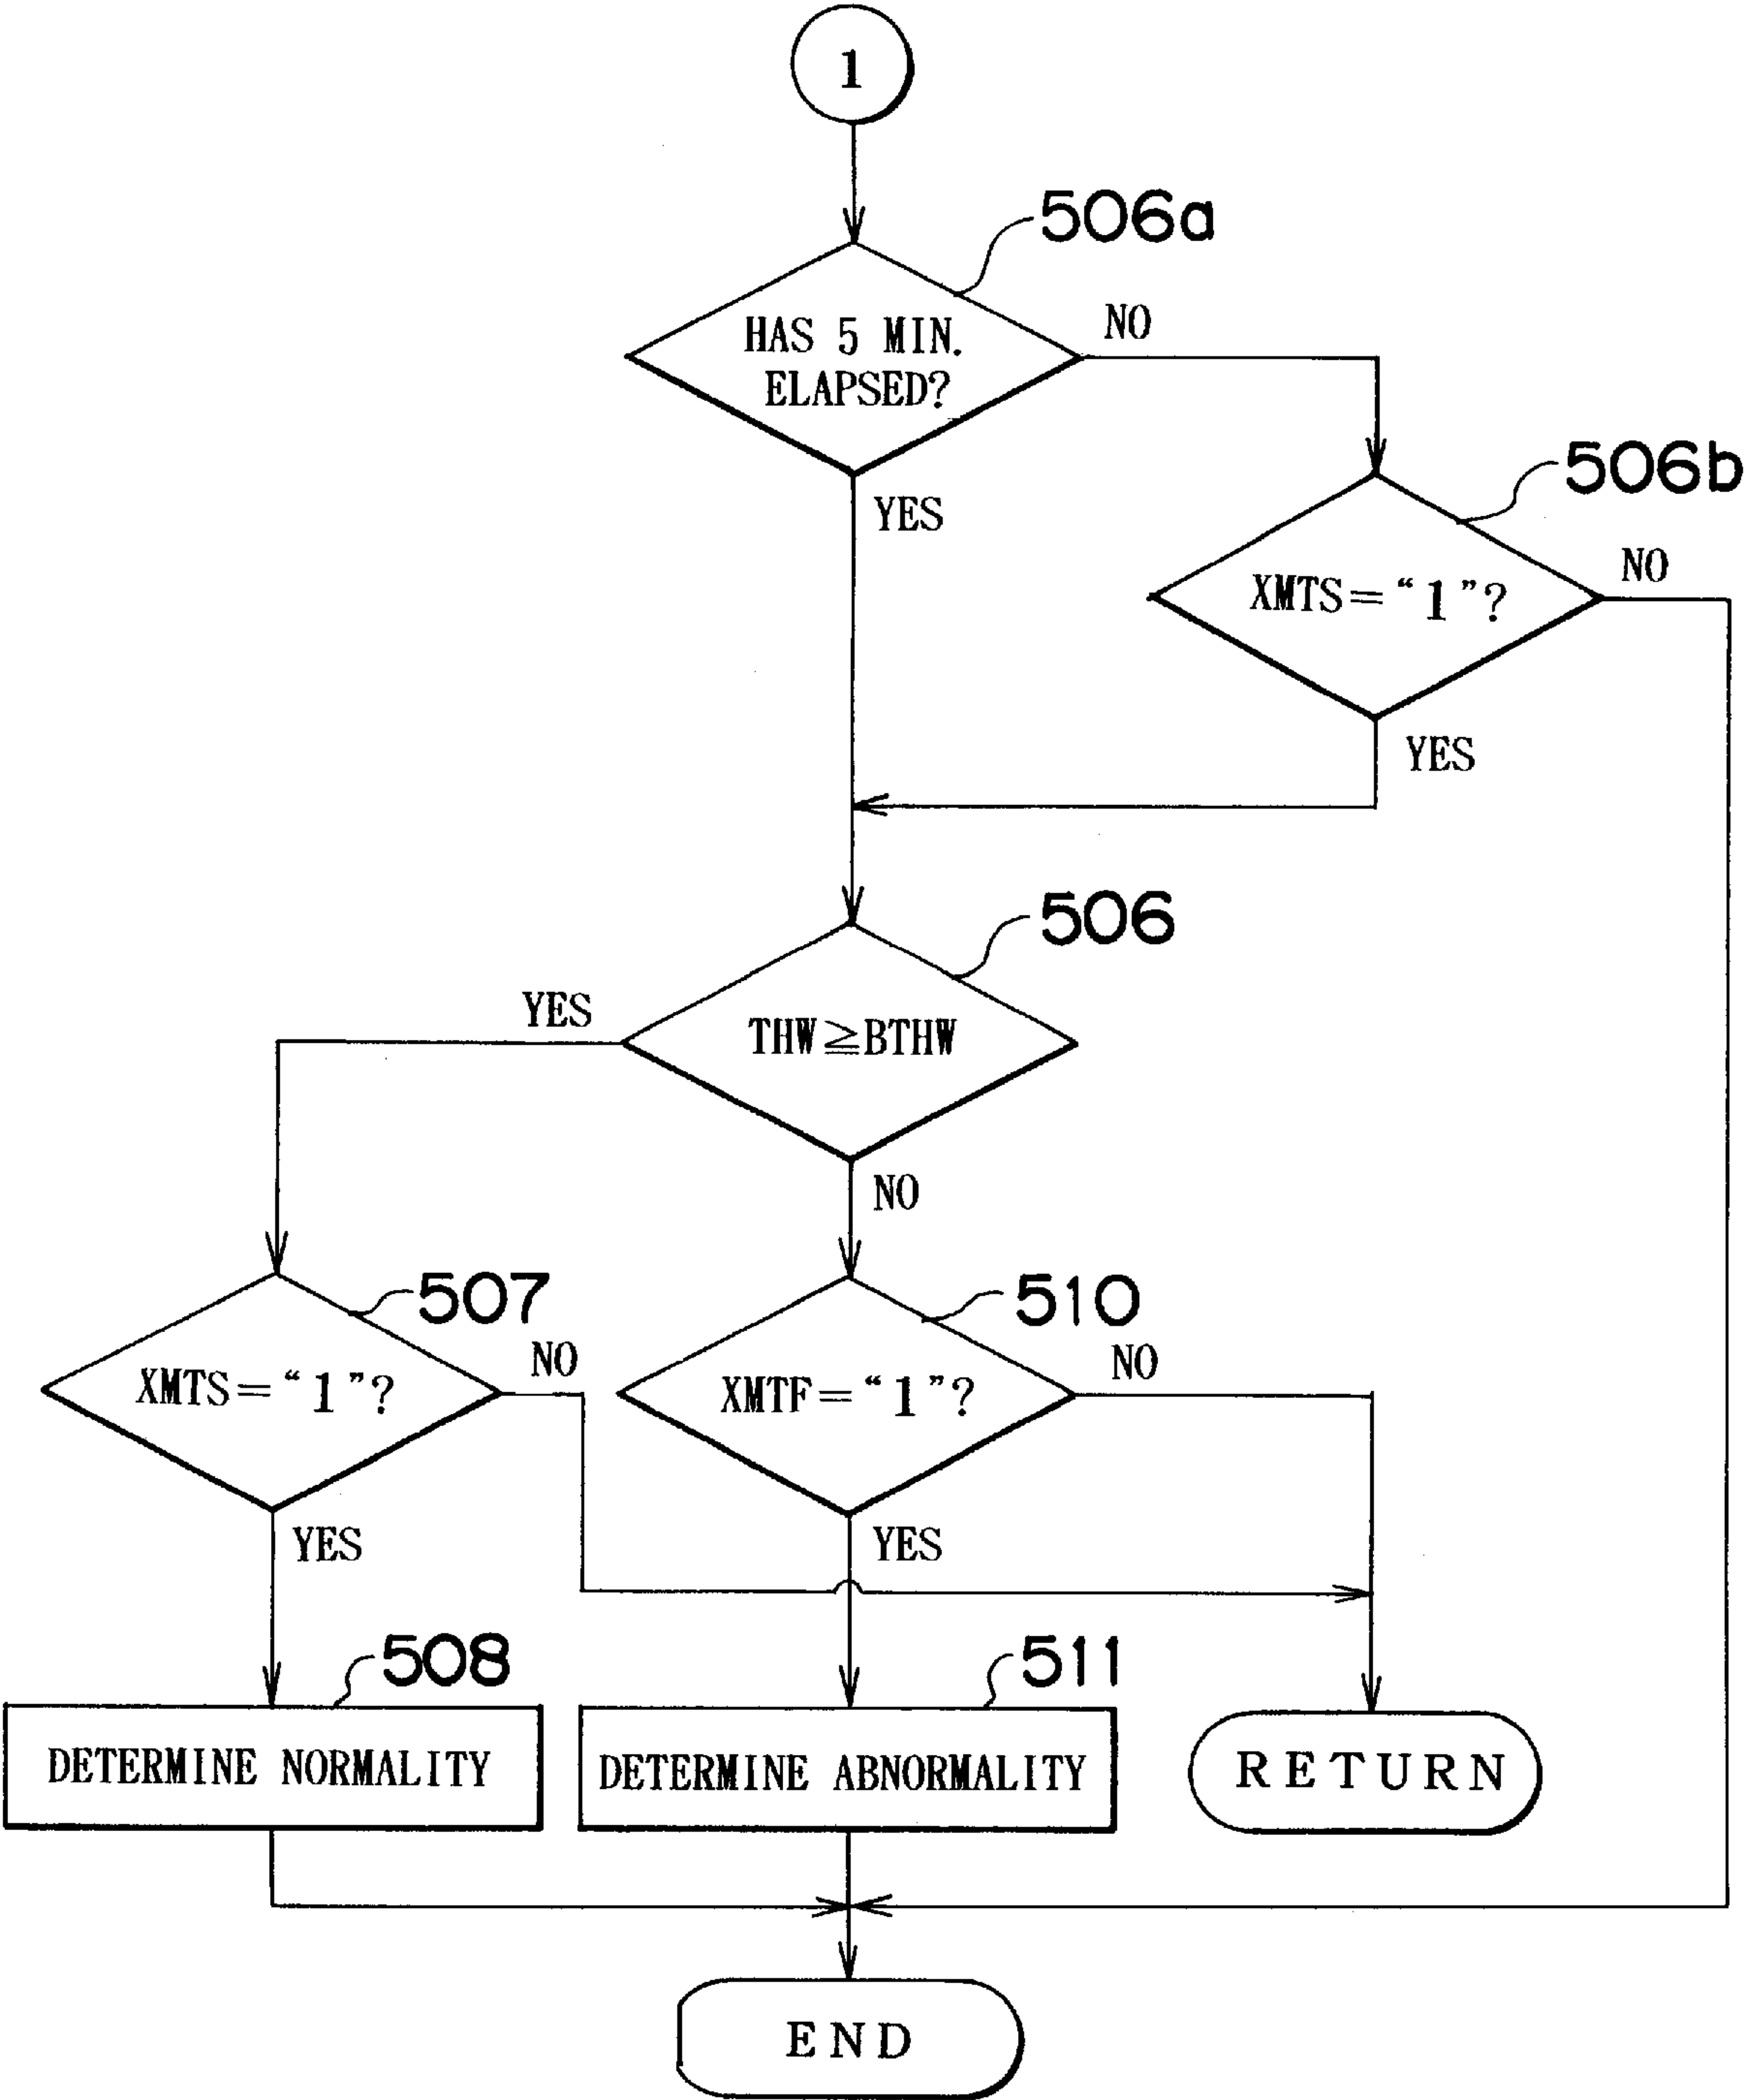 1
506a
HAS 5 MIN.
ELAPSED?
NO
YES
506b
XMTS=“1”?
NO
YES
506
THW≧BTHW
YES
NO
507
XMTS=“1”?
NO
YES
510
XMTF=“1”?
NO
YES
508
DETERMINE NORMALITY
511
DETERMINE ABNORMALITY
RETURN
END